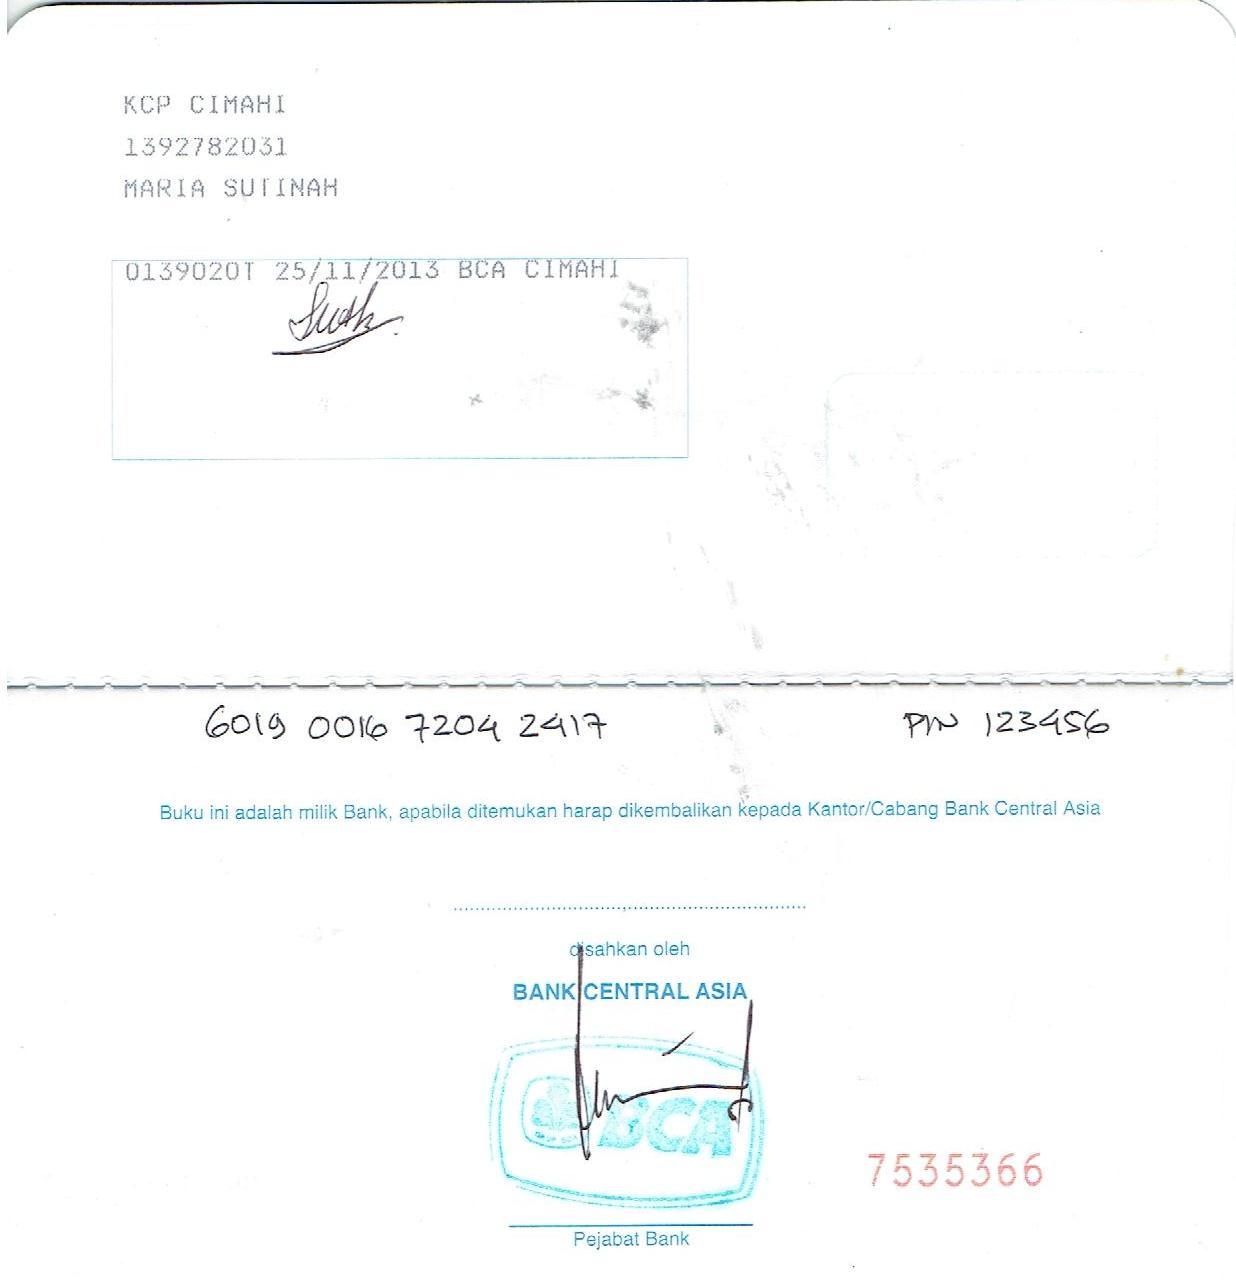 KCP CIMAHI
1392782031
MARIA SUTINAH
0139020T 25/11/2013 BCA CIMAHI
6019 0016 7204 2417 PIN 123456
Buku ini adalah milik Bank, apabila ditemukan harap dikembalikan kepada Kantor/Cabang Bank Central Asia
disahkan oleh
BANK CENTRAL ASIA
BCA
7535366
Pejabat Bank